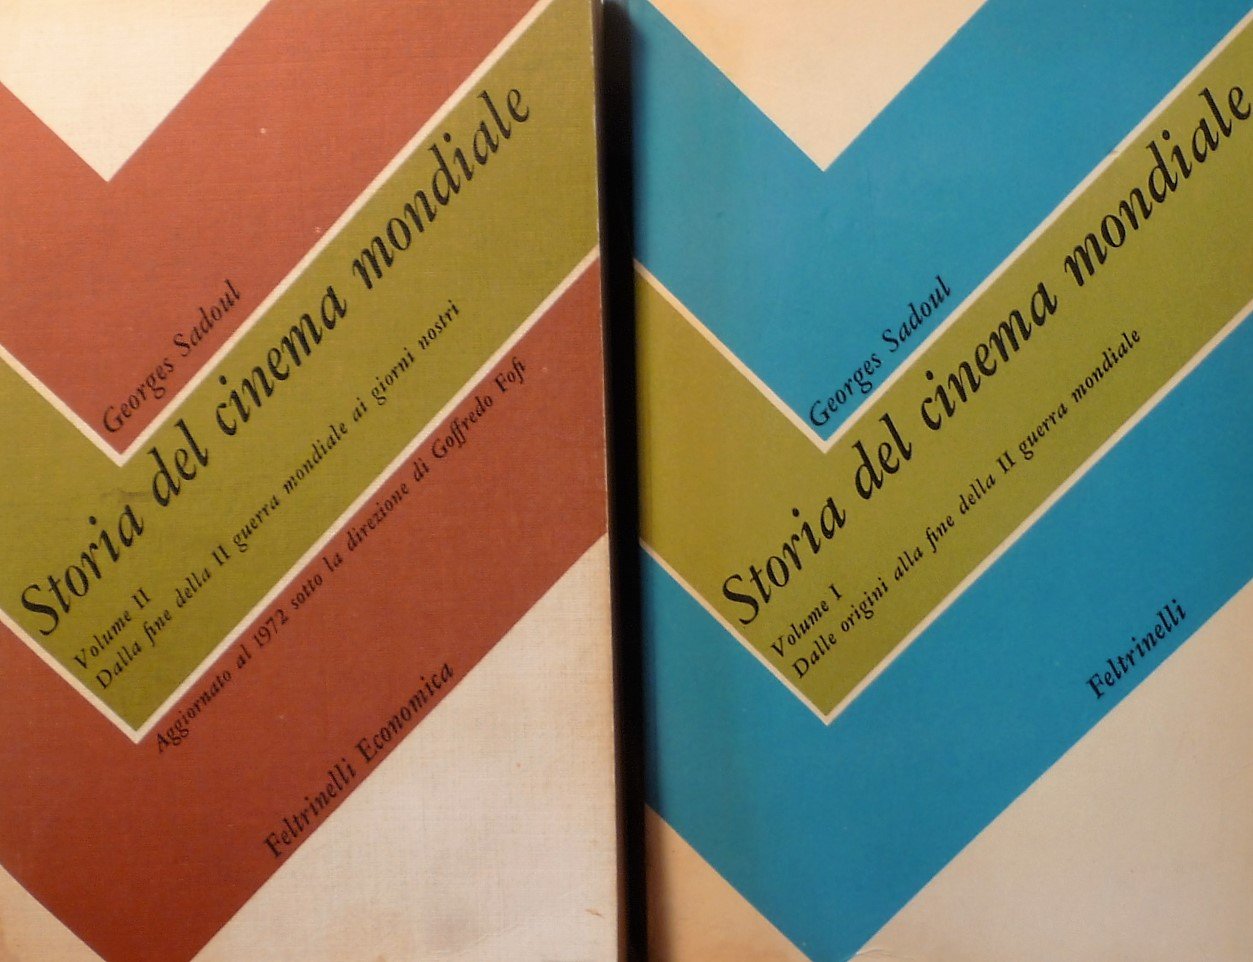 Georges Sadoul
Storia del cinema mondiale
Volume II
Dalla fine della II guerra mondiale ai giorni nostri
Aggiornato al 1972 sotto la direzione di Goffredo Fofi
Feltrinelli Economica
Georges Sadoul
Storia del cinema mondiale
Volume I
Dalle origini alla fine della II guerra mondiale
Feltrinelli